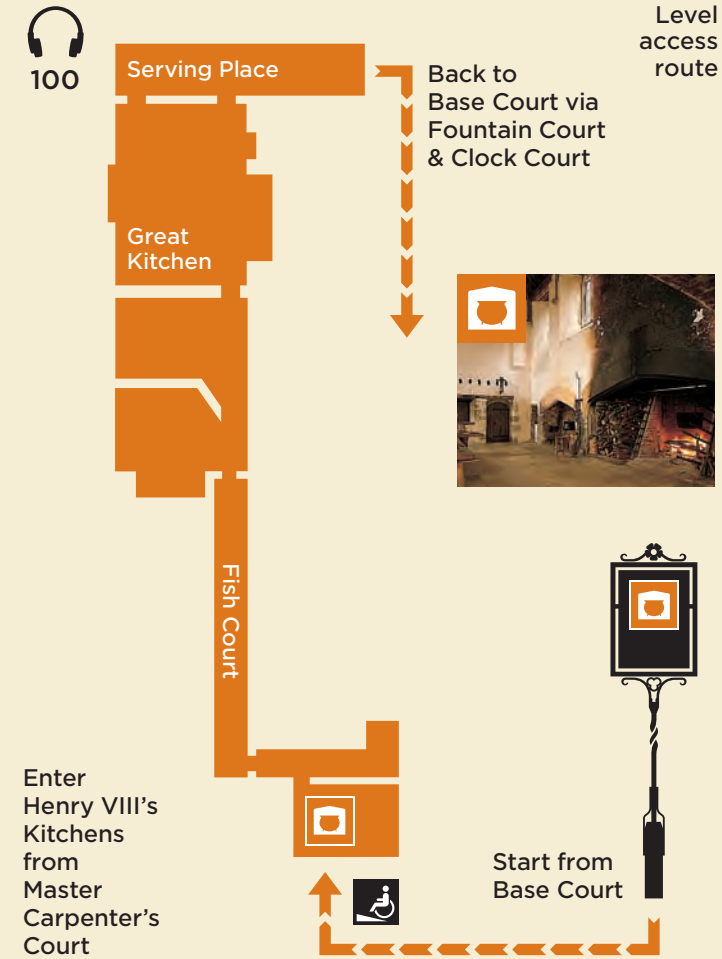 100
Serving Place
Level
access
route
Back to
Base Court via
Fountain Court
& Clock Court
Great
Kitchen
Fish Court
Enter
Henry VIII's
Kitchens
from
Master
Carpenter's
Court
Start from
Base Court